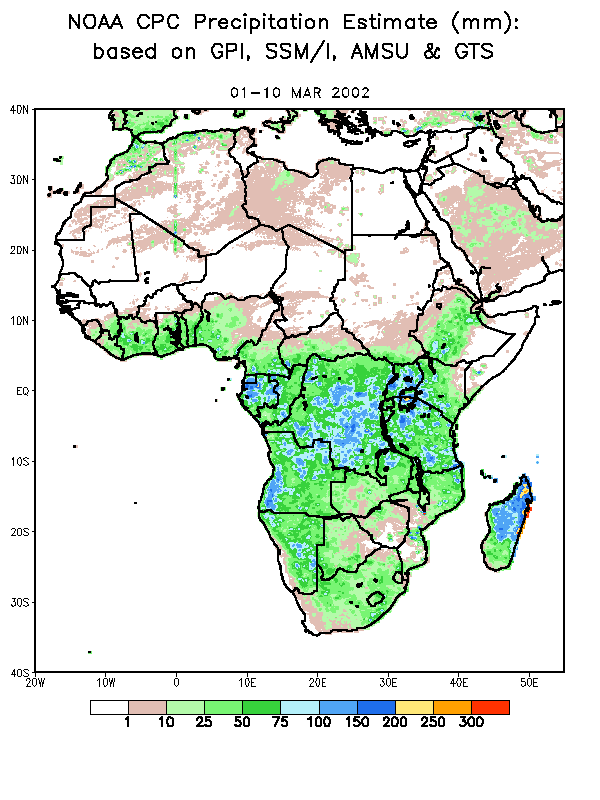 NOAA CPC Precipitation Estimate (mm):
based on GPI, SSM/I, AMSU & GTS
01-10 MAR 2002
40N
30N
20N
10N
EQ
10S
20S
30S
40S
20W 10W 0 10E 20E 30E 40E 50E
1 10 25 50 75 100 150 200 250 300